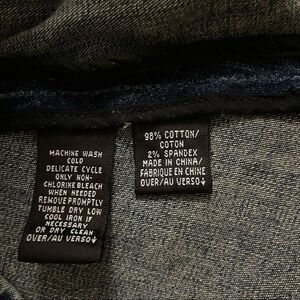 MACHINE WASH
COLD
DELICATE CYCLE
ONLY NON-
CHLORINE BLEACH
WHEN NEEDED
REMOVE PROMPTLY
TUMBLE DRY LOW
COOL IRON IF
NECESSARY
OR DRY CLEAN
OVER/AU VERSO↓
98% COTTON/
COTON
2% SPANDEX
MADE IN CHINA/
FABRIQUE EN CHINE
OVER/AU VERSO↓